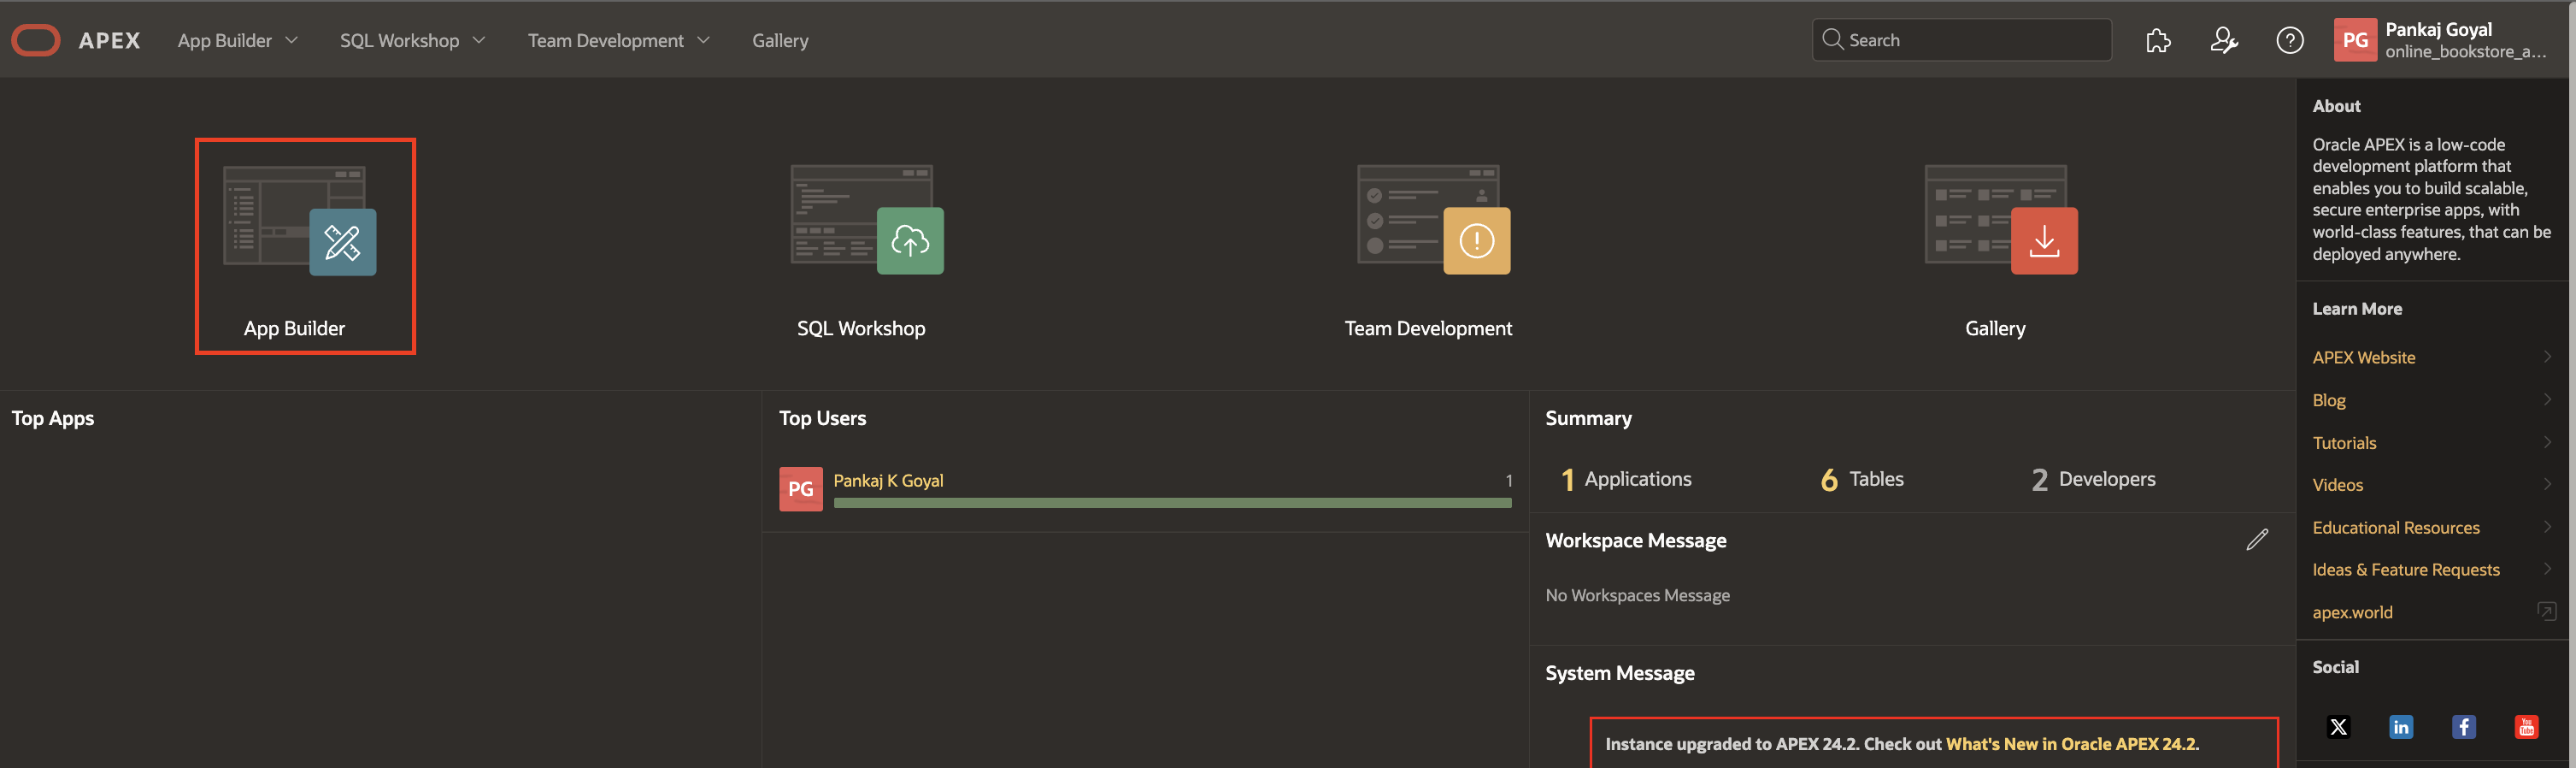 APEX
App Builder
SQL Workshop
Team Development
Gallery
Search
PG
Pankaj Goyal
online_bookstore_a...
App Builder
SQL Workshop
Team Development
Gallery
Top Apps
Top Users
PG
Pankaj K Goyal
1
Summary
1 Applications
6 Tables
2 Developers
Workspace Message
No Workspaces Message
System Message
Instance upgraded to APEX 24.2. Check out What's New in Oracle APEX 24.2.
About
Oracle APEX is a low-code
development platform that
enables you to build scalable,
secure enterprise apps, with
world-class features, that can be
deployed anywhere.
Learn More
APEX Website
Blog
Tutorials
Videos
Educational Resources
Ideas & Feature Requests
apex.world
Social
X
in
f
You
Tube